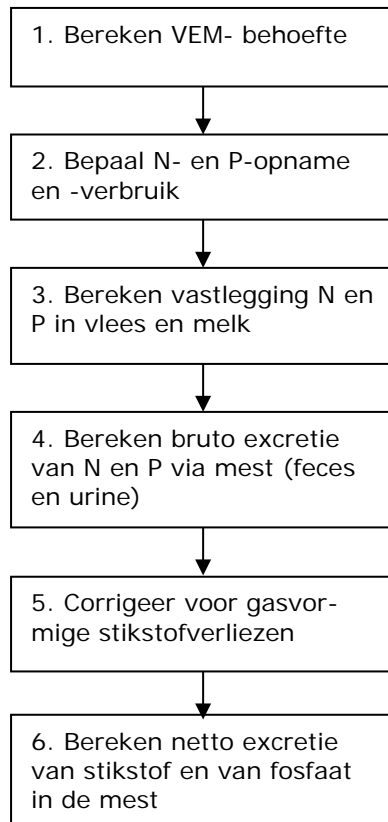 1. Bereken VEM- behoefte
2. Bepaal N- en P-opname
en -verbruik
3. Bereken vastlegging N en
P in vlees en melk
4. Bereken bruto excretie
van N en P via mest (feces
en urine)
5. Corrigeer voor gasvor-
mige stikstofverliezen
6. Bereken netto excretie
van stikstof en van fosfaat
in de mest